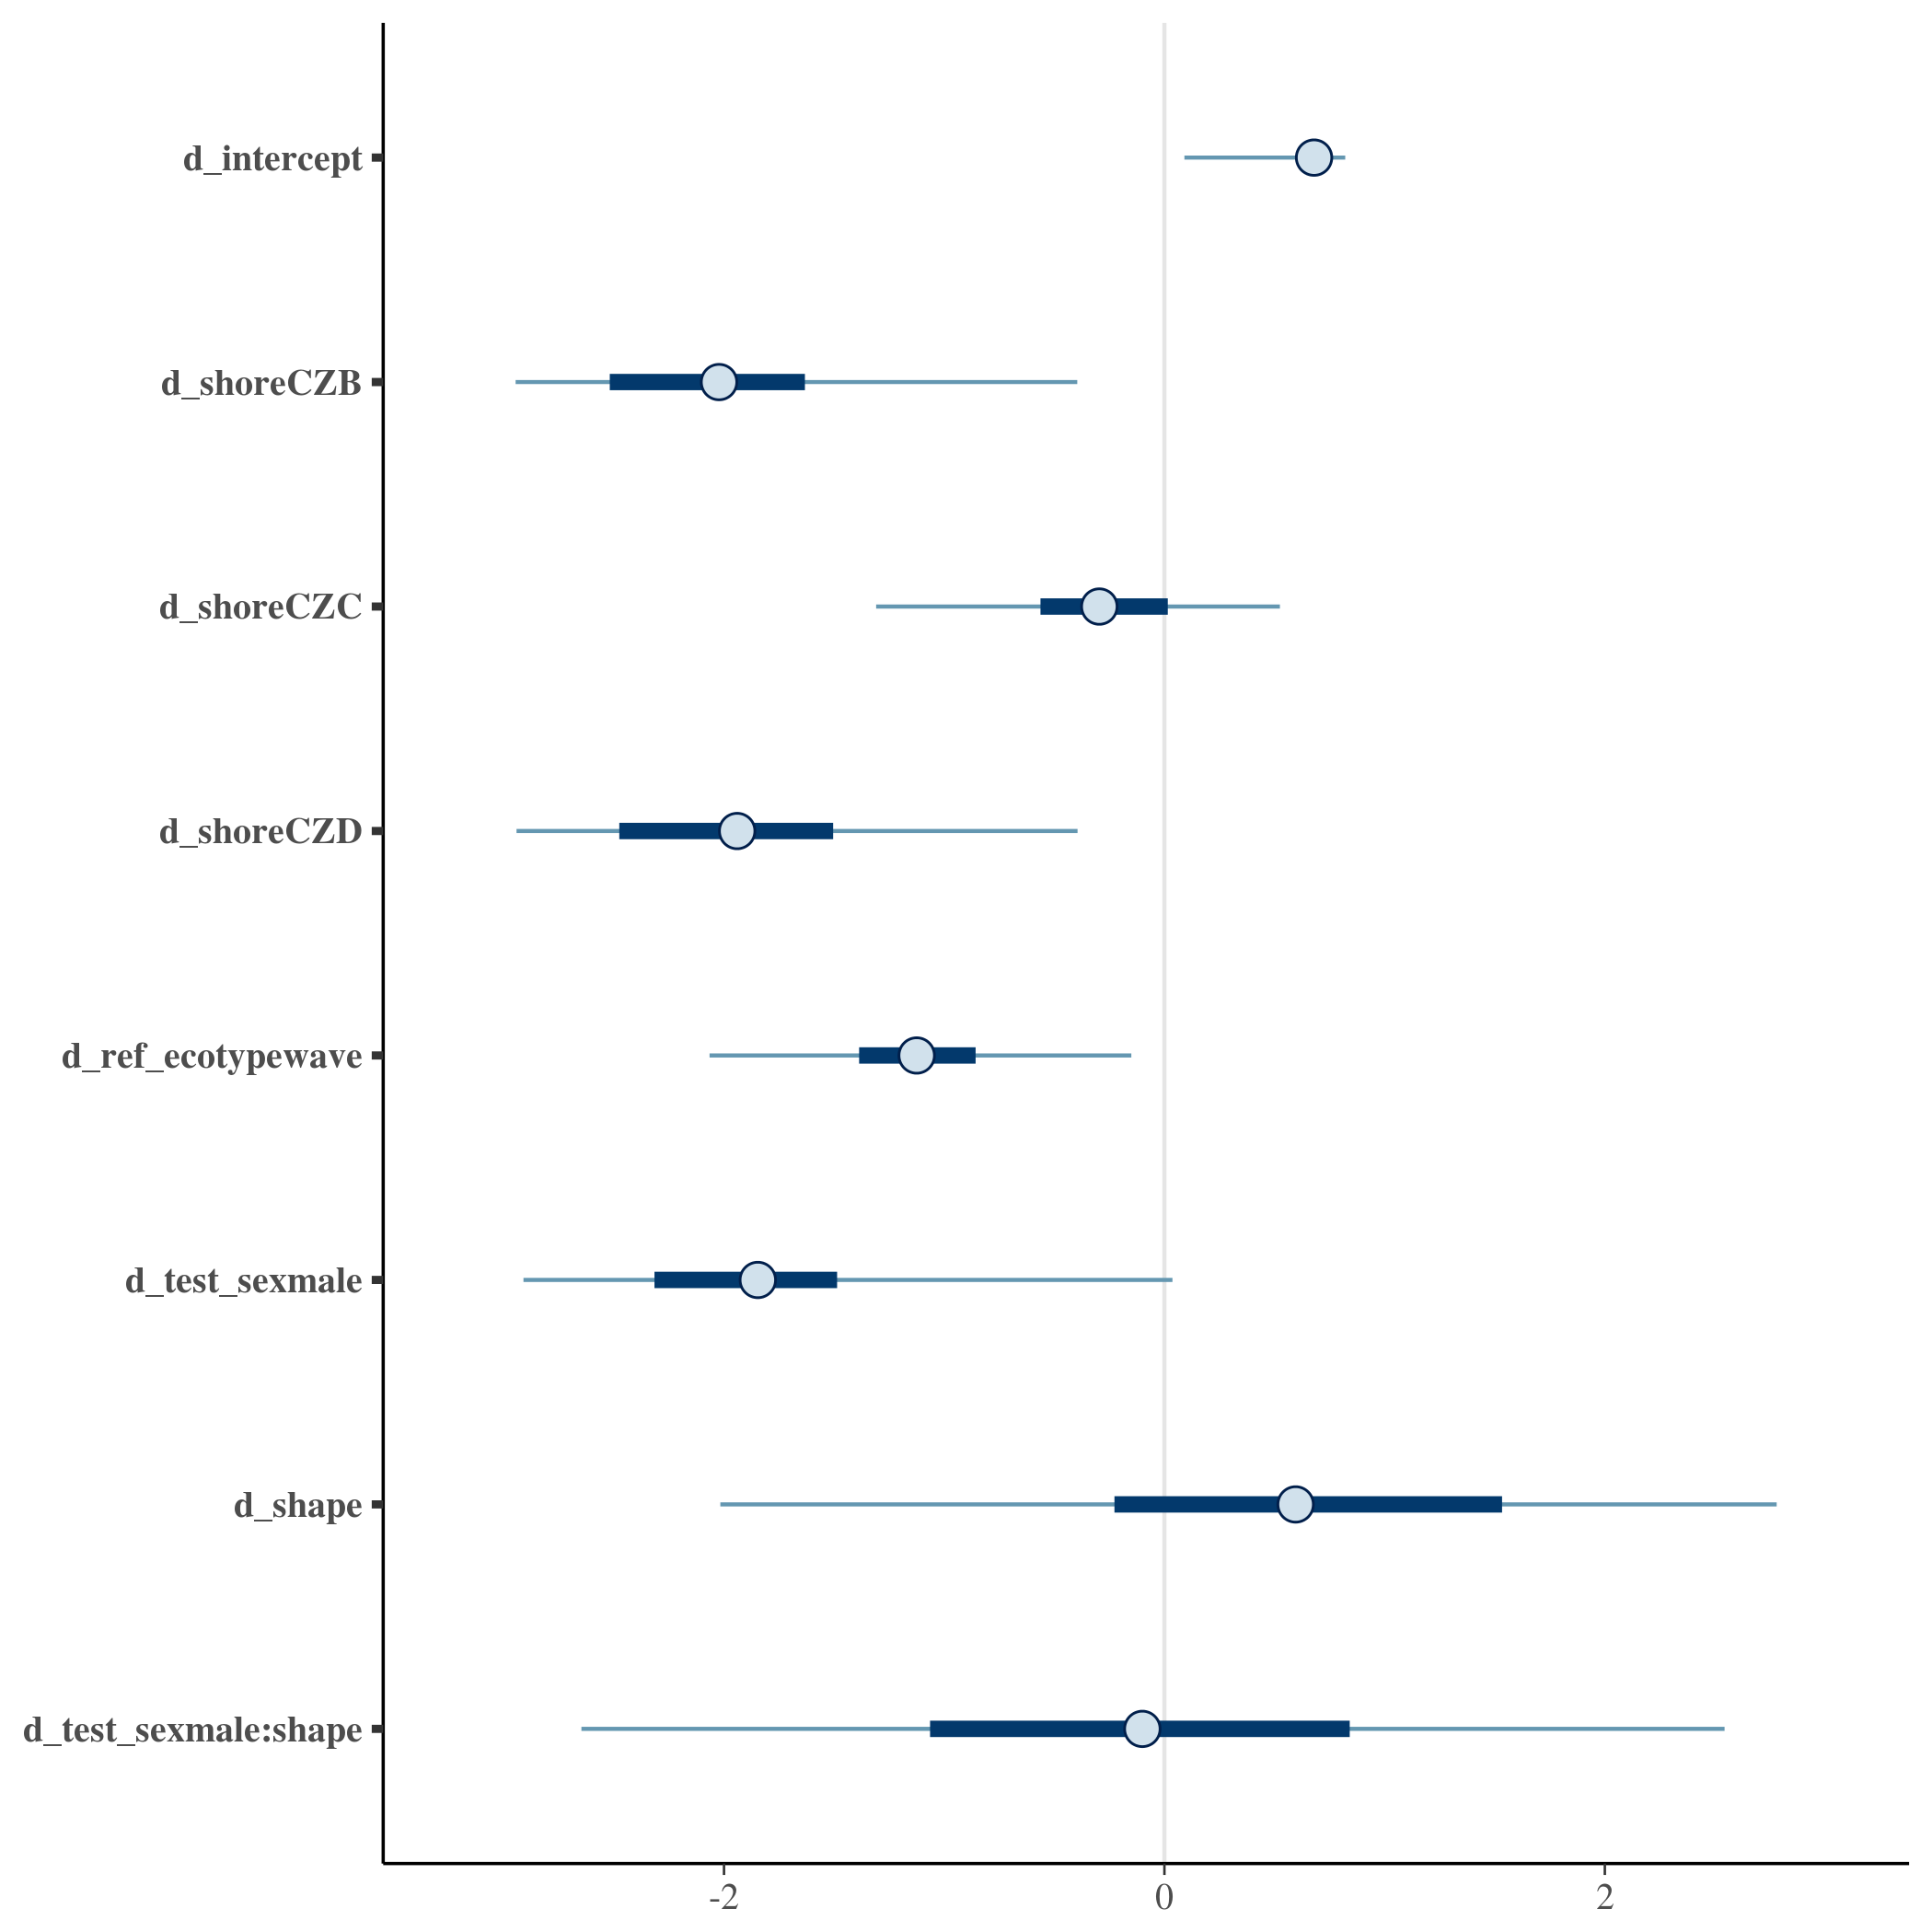 d_intercept
d_shoreCZB
d_shoreCZC
d_shoreCZD
d_ref_ecotypewave
d_test_sexmale
d_shape
d_test_sexmale:shape
-2 0 2